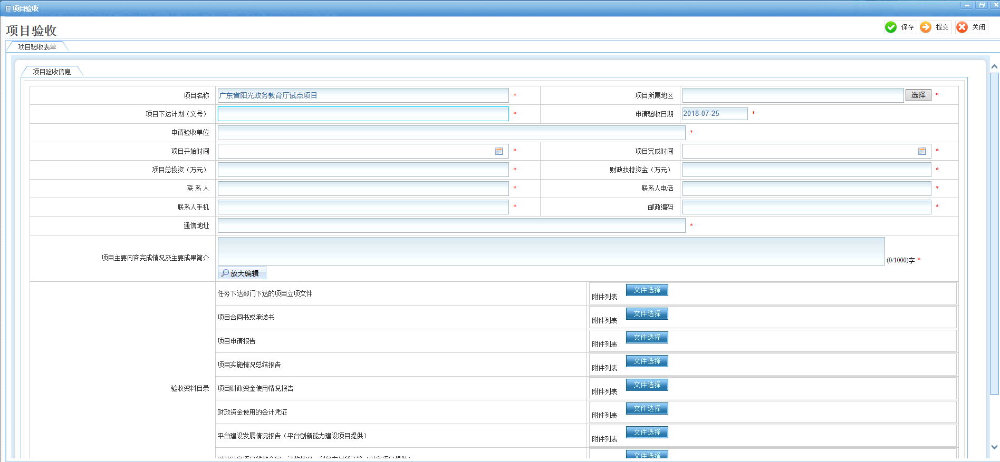 项目验收
项目验收
保存 提交 关闭
项目验收表单
项目验收信息
项目名称 广东省阳光政务教育厅试点项目 * 项目所属地区 选择 *
项目下达计划（文号） * 申请验收日期 2018-07-25 *
申请验收单位 *
项目开始时间 * 项目完成时间 *
项目总投资（万元） * 财政扶持资金（万元） *
联 系 人 * 联系人电话 *
联系人手机 * 邮政编码 *
通信地址 *
项目主要内容完成情况及主要成果简介 (0/1000)字 *
放大编辑
验收资料目录
任务下达部门下达的项目立项文件 附件列表 文件选择
项目合同书或承诺书 附件列表 文件选择
项目申请报告 附件列表 文件选择
项目实施情况总结报告 附件列表 文件选择
项目财政资金使用情况报告 附件列表 文件选择
财政资金使用的会计凭证 附件列表 文件选择
平台建设发展情况报告（平台创新能力建设项目提供） 附件列表 文件选择
文件选择